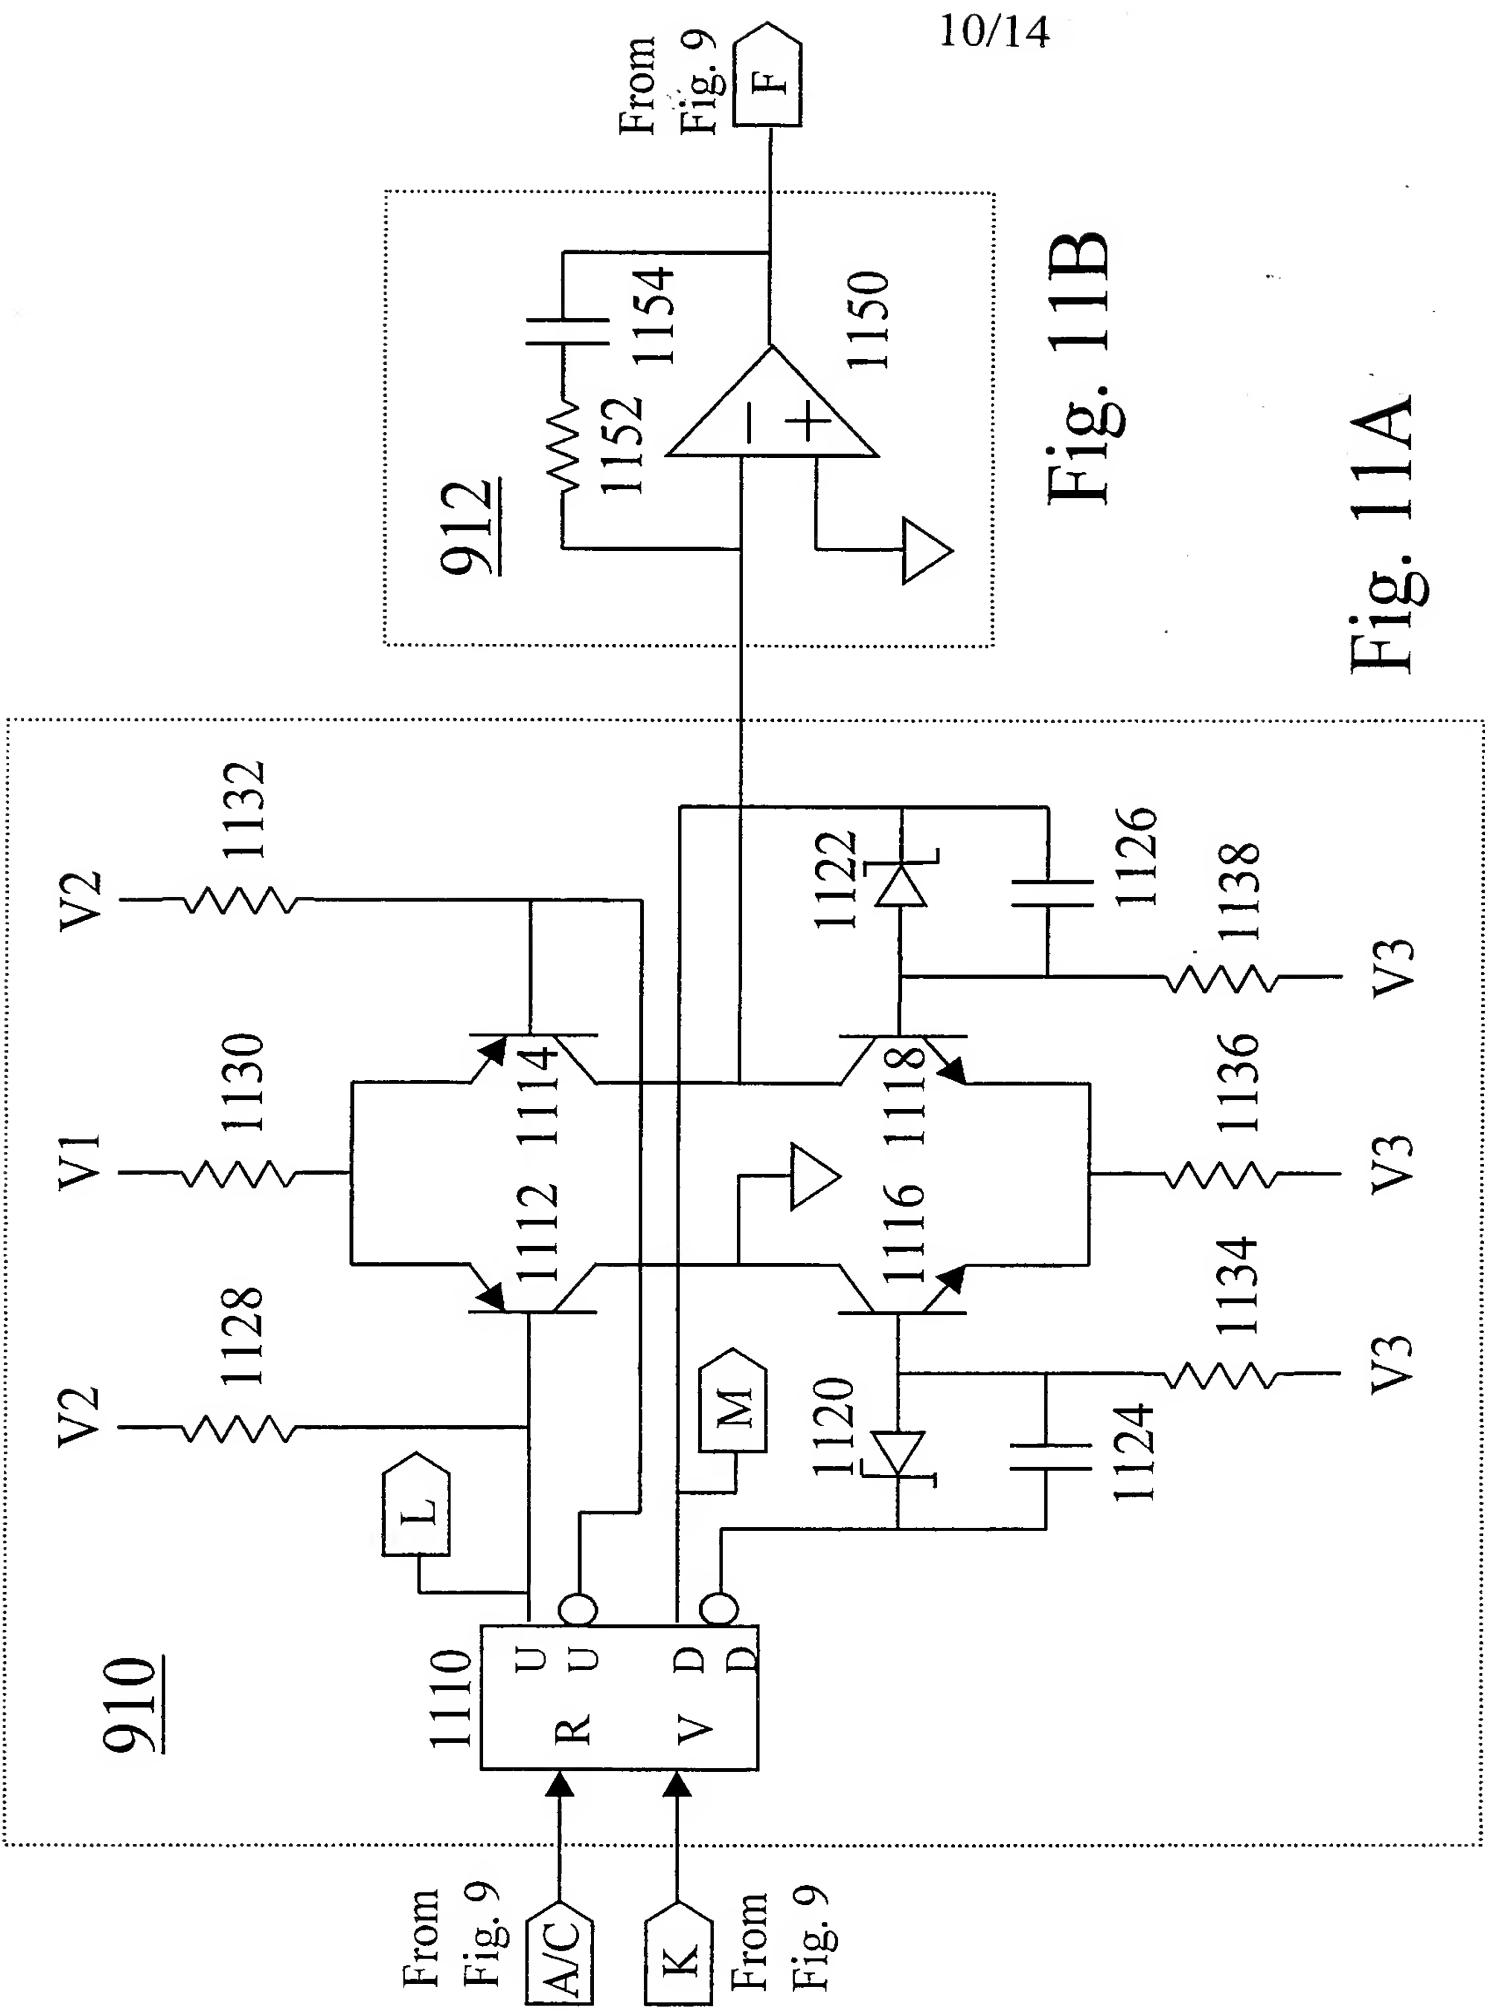 10/14
910
V2
V1
V2
1128
1130
1132
L
1112
1114
1110
U
R
U
D
V
D
M
From
Fig. 9
A/C
K
From
Fig. 9
1120
1116
1118
1122
1124
1126
1134
1136
1138
V3
V3
V3
912
1152
1154
1150
−
+
From
Fig. 9
F
Fig. 11B
Fig. 11A